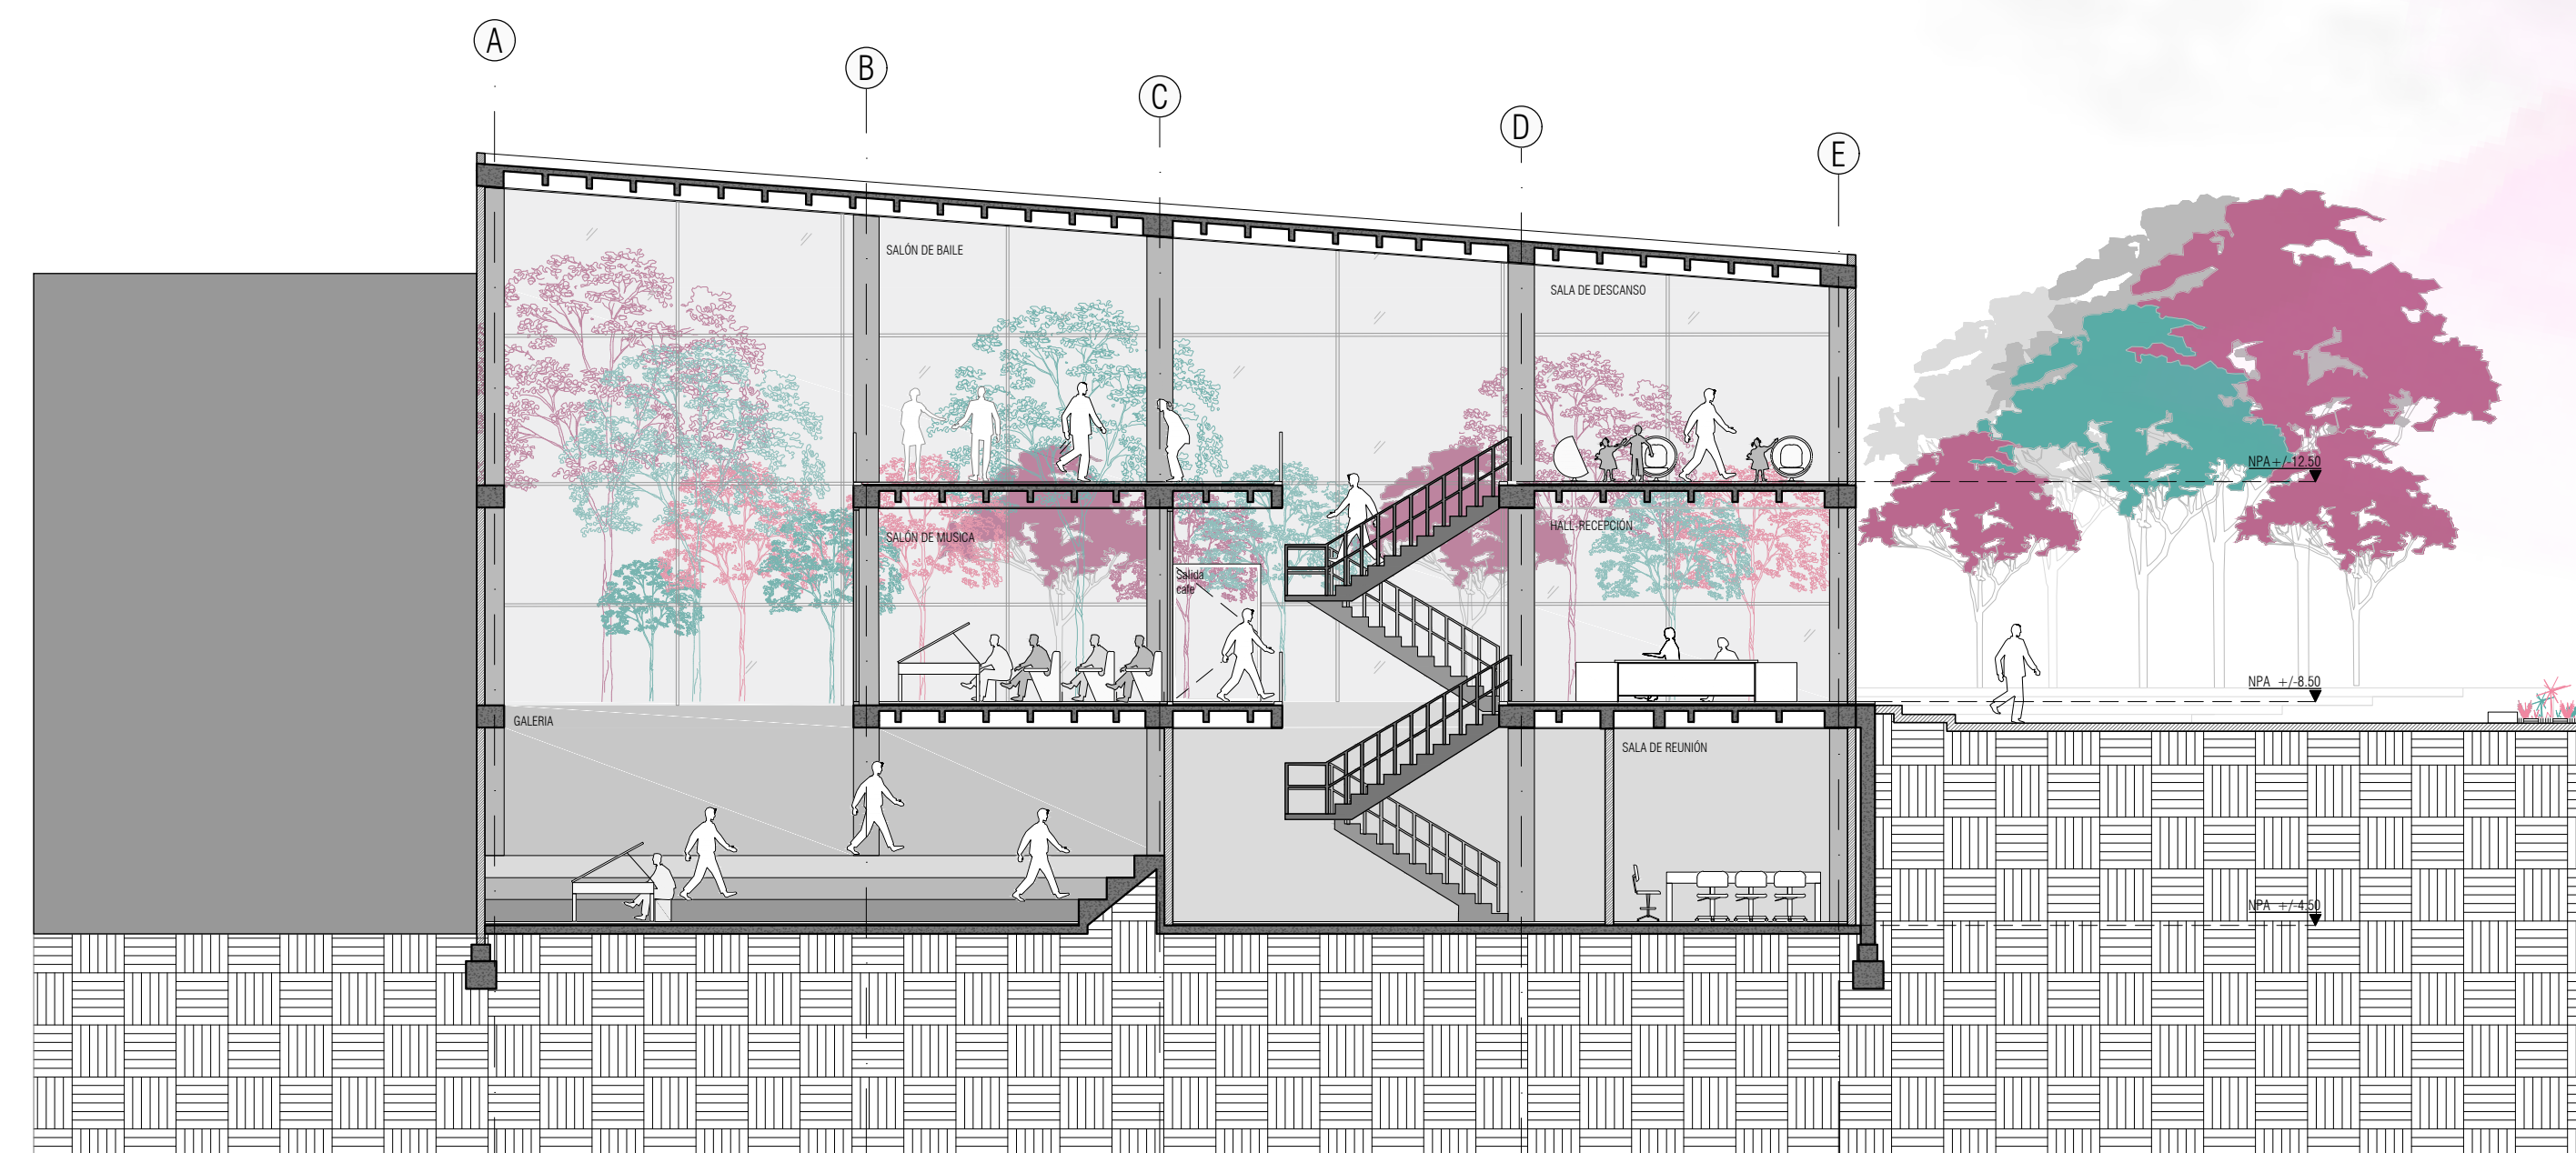 A
B
C
D
E
SALÓN DE BAILE
SALA DE DESCANSO
NPA+/-12.50
HALL-RECEPCIÓN
SALÓN DE MUSICA
Salida
cafe
NPA +/-8.50
GALERIA
SALA DE REUNIÓN
NPA +/-4.50